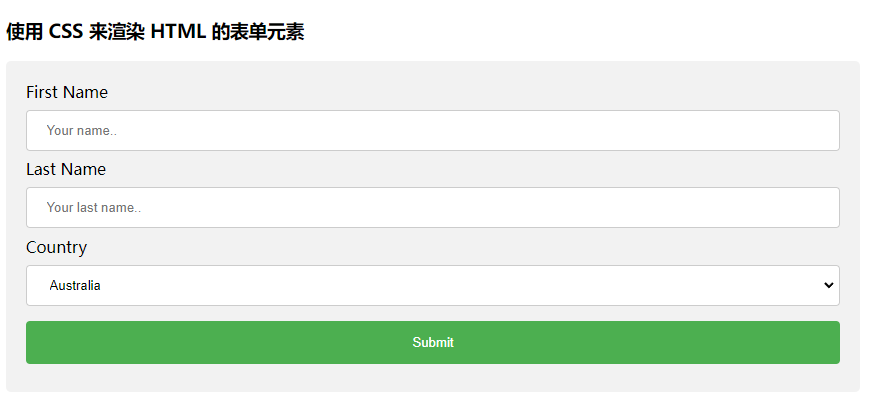 使用 CSS 来渲染 HTML 的表单元素
First Name
Your name..
Last Name
Your last name..
Country
Australia
Submit